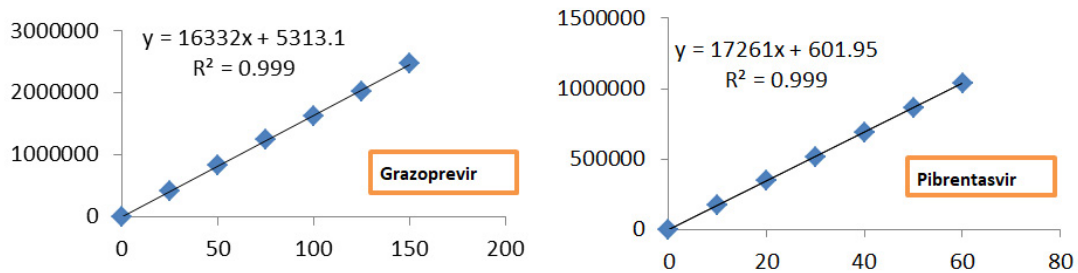 3000000
y = 16332x + 5313.1
R² = 0.999
2000000
1000000
Grazoprevir
0
0 50 100 150 200
1500000
y = 17261x + 601.95
R² = 0.999
1000000
500000
Pibrentasvir
0
0 20 40 60 80